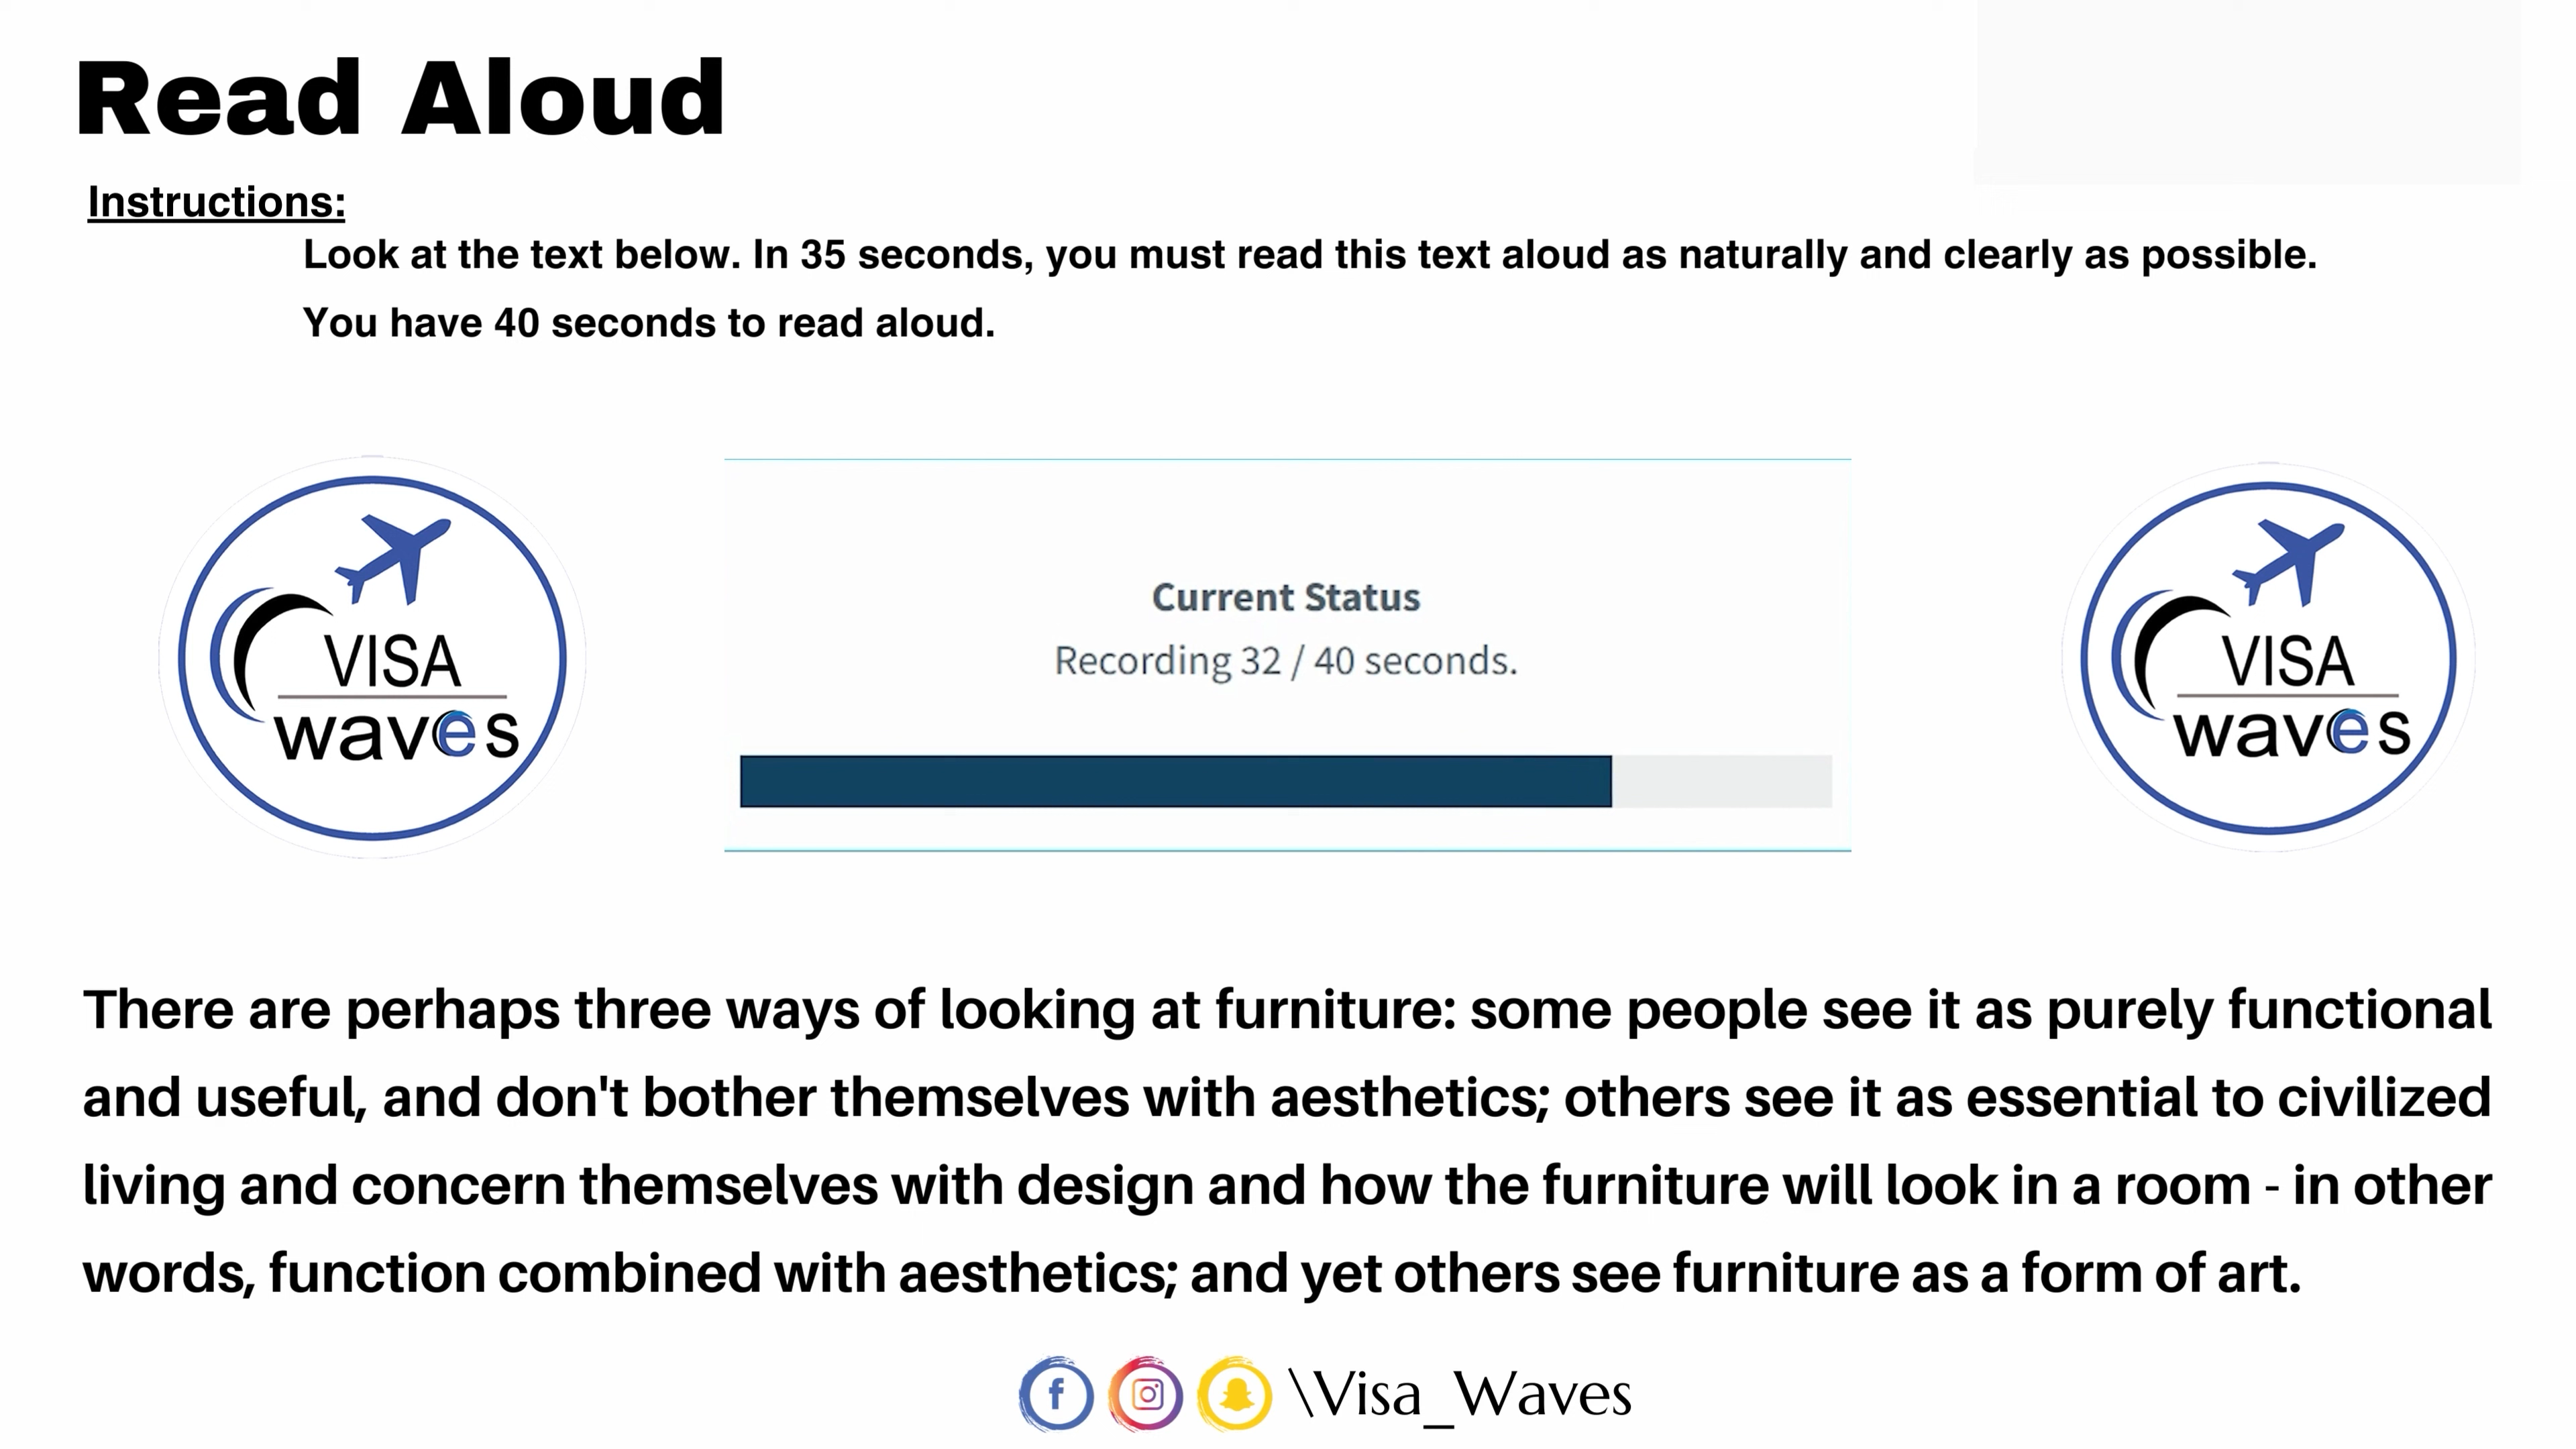 Read Aloud
Instructions:
Look at the text below. In 35 seconds, you must read this text aloud as naturally and clearly as possible.
You have 40 seconds to read aloud.
VISA
waves
Current Status
Recording 32 / 40 seconds.
VISA
waves
There are perhaps three ways of looking at furniture: some people see it as purely functional
and useful, and don't bother themselves with aesthetics; others see it as essential to civilized
living and concern themselves with design and how the furniture will look in a room - in other
words, function combined with aesthetics; and yet others see furniture as a form of art.
\Visa_Waves